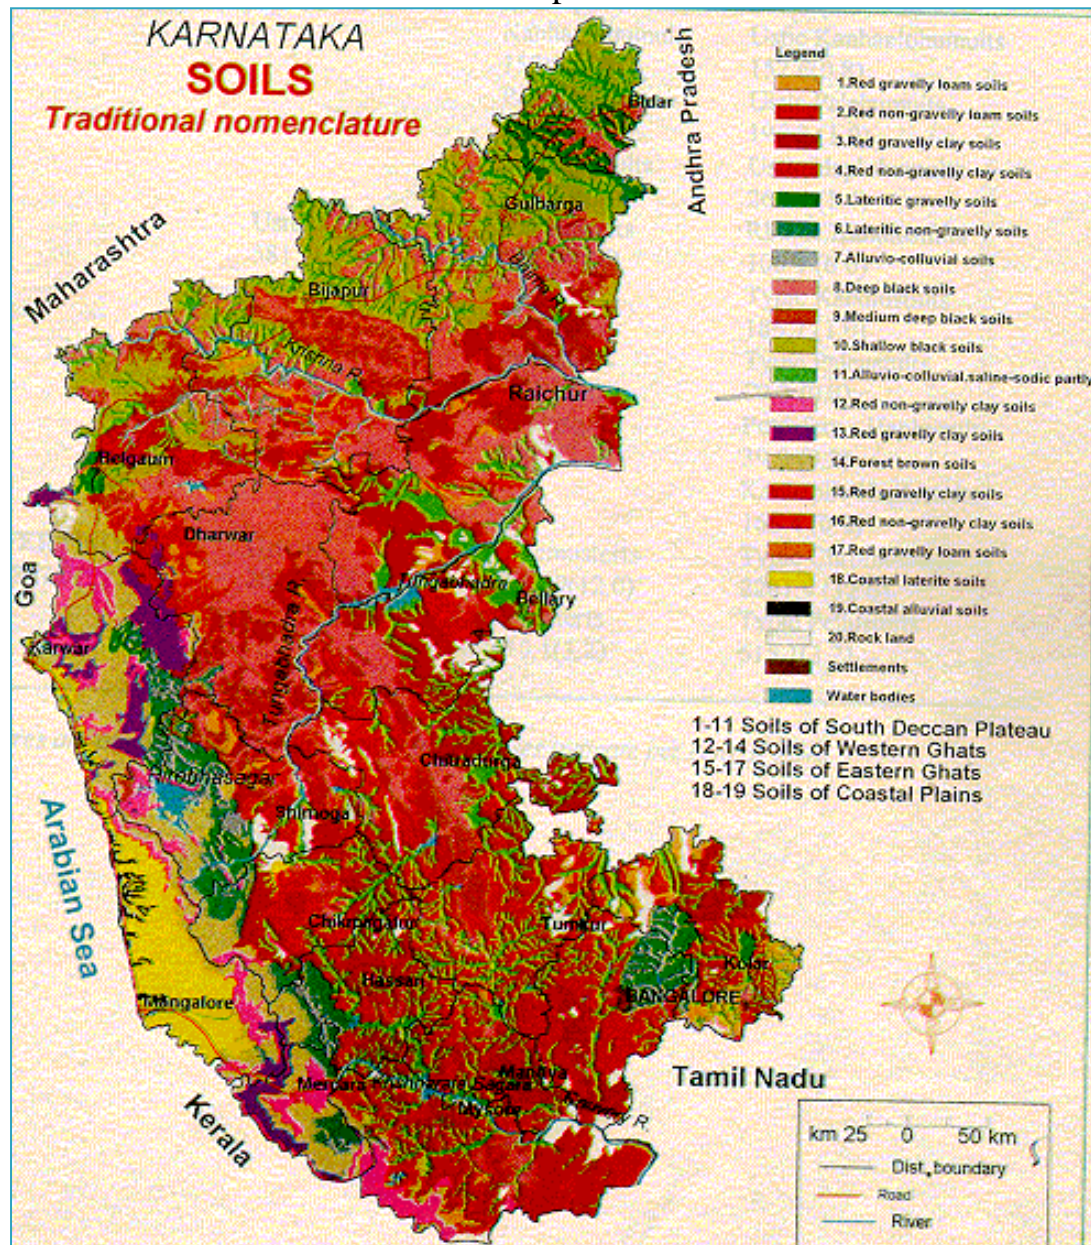 KARNATAKA
SOILS
Traditional nomenclature
Legend
1.Red gravelly loam soils
2.Red non-gravelly loam soils
3.Red gravelly clay soils
4.Red non-gravelly clay soils
5.Lateritic gravelly soils
6.Lateritic non-gravelly soils
7.Alluvio-colluvial soils
8.Deep black soils
9.Medium deep black soils
10.Shallow black soils
11.Alluvio-colluvial,saline-sodic partly
12.Red non-gravelly clay soils
13.Red gravelly clay soils
14.Forest brown soils
15.Red gravelly clay soils
16.Red non-gravelly clay soils
17.Red gravelly loam soils
18.Coastal laterite soils
19.Coastal alluvial soils
20.Rock land
Settlements
Water bodies
1-11 Soils of South Deccan Plateau
12-14 Soils of Western Ghats
15-17 Soils of Eastern Ghats
18-19 Soils of Coastal Plains
Andhra Pradesh
Maharashtra
Goa
Arabian Sea
Kerala
Tamil Nadu
Bidar
Gulbarga
Bhima R.
Bijapur
Krishna R.
Raichur
Belgaum
Dharwar
Tungabhadra
Bellary
Karwar
Tungabhadra R.
Chitradurga
Shimoga
Chikmagalur
Tumkur
Kolar
Hassan
BANGALORE
Mangalore
Mandya
Mercara
Sagara
Mysore
R.
km 25 0 50 km
Dist. boundary
Road
River